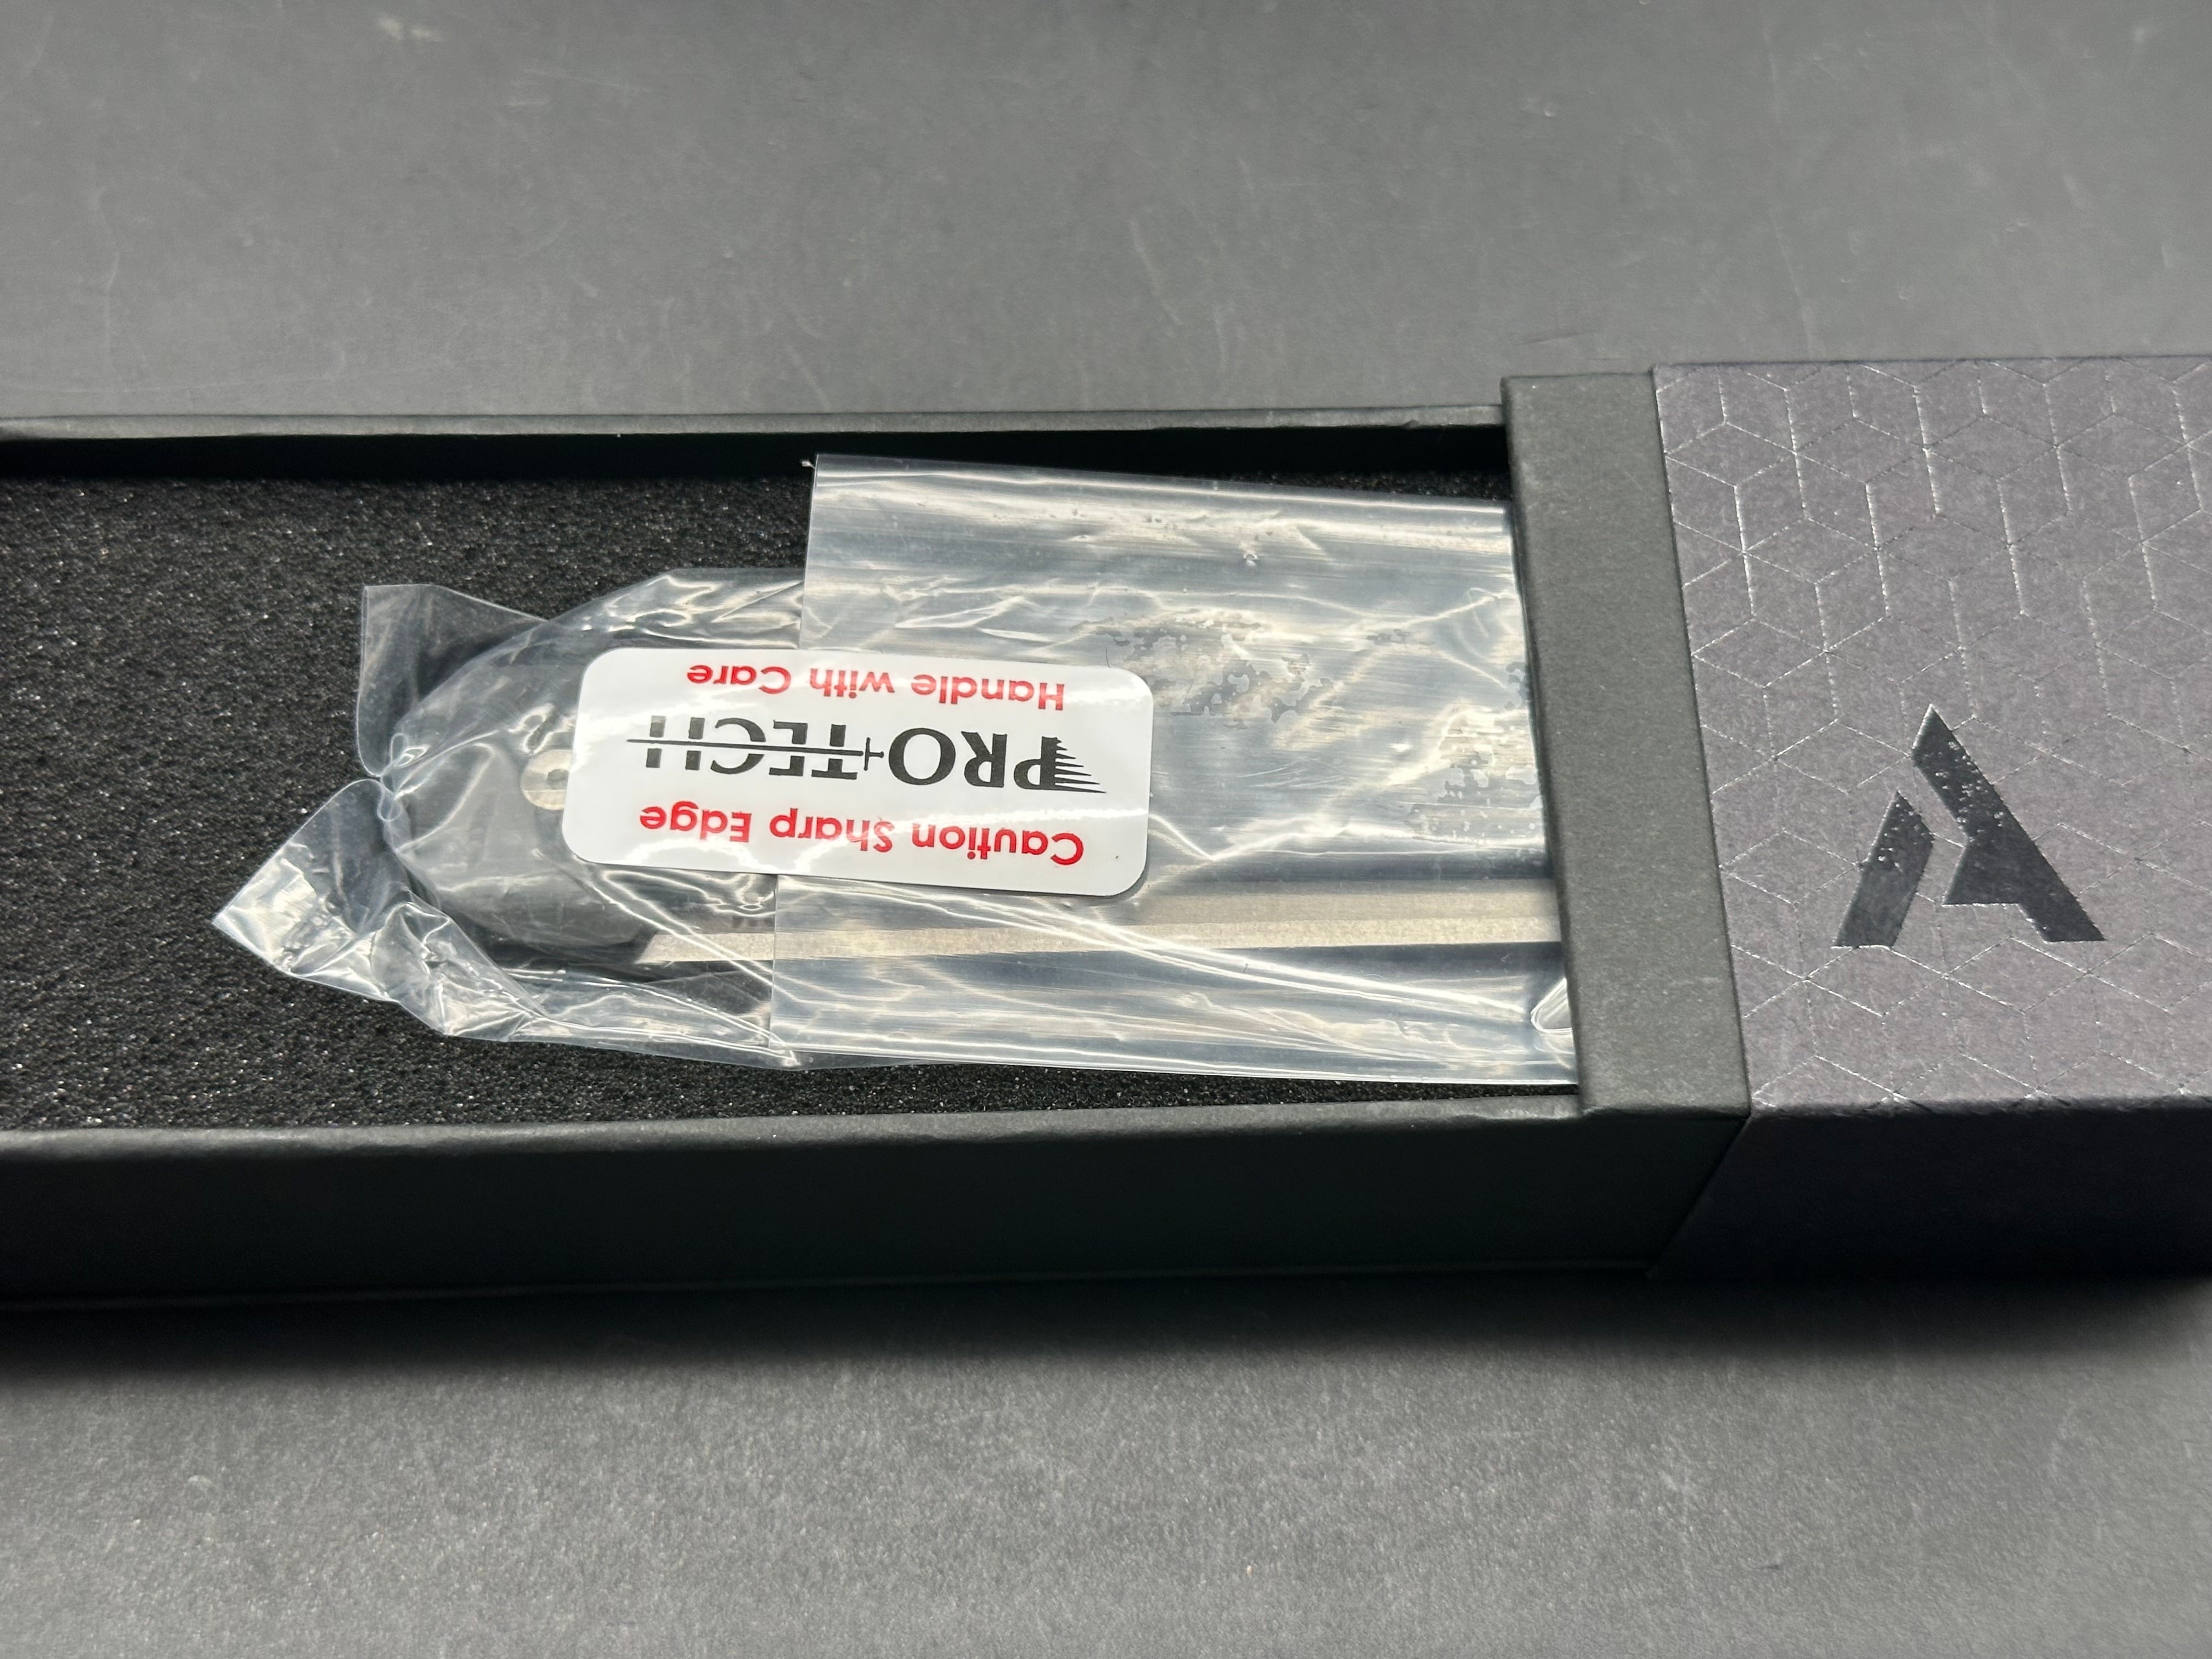 Caution Sharp Edge
PRO-TECH
Handle with Care